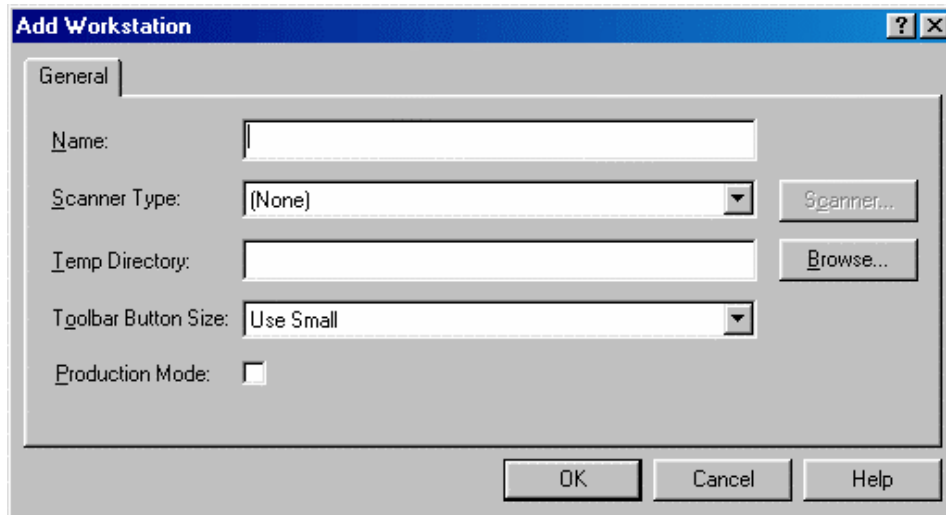 Add Workstation
General
Name:
Scanner Type: (None) Scanner...
Temp Directory: Browse...
Toolbar Button Size: Use Small
Production Mode:
OK Cancel Help